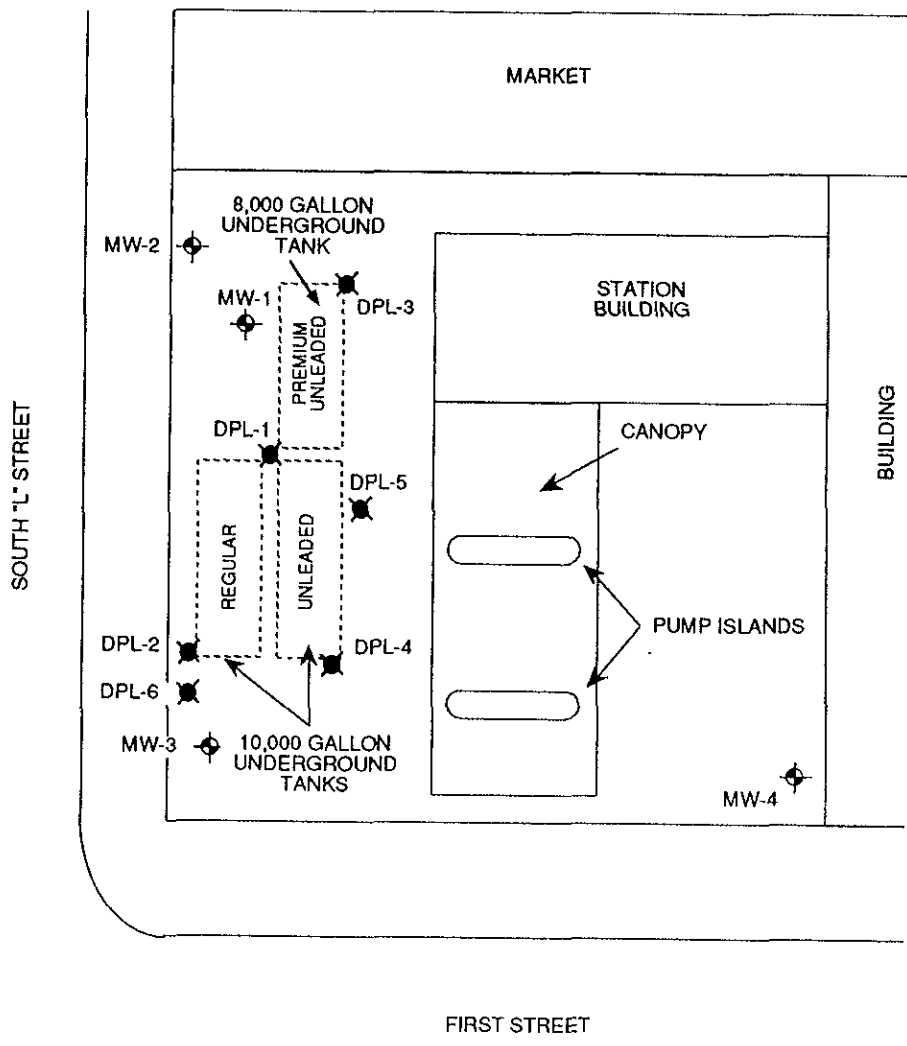 MARKET
8,000 GALLON
UNDERGROUND
TANK
MW-2
MW-1
DPL-3
STATION
BUILDING
PREMIUM
UNLEADED
SOUTH "L" STREET
BUILDING
CANOPY
DPL-1
DPL-5
REGULAR
UNLEADED
PUMP ISLANDS
DPL-2
DPL-4
DPL-6
MW-3
10,000 GALLON
UNDERGROUND
TANKS
MW-4
FIRST STREET